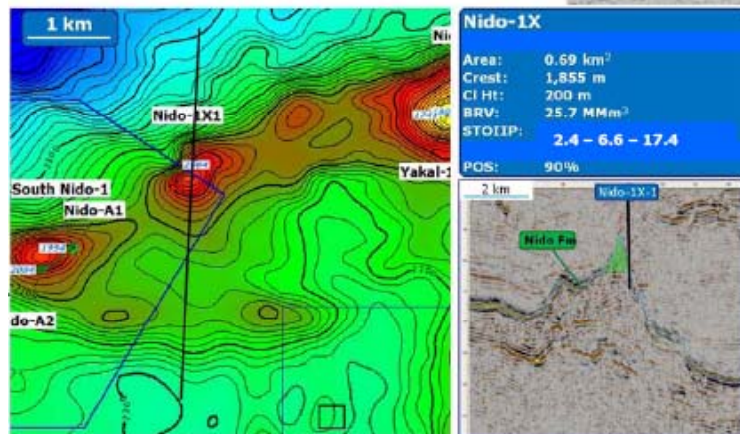 1 km
Nido-1X1
South Nido-1
Nido-A1
Yakal-1
do-A2
Nido-1X
Area: 0.69 km²
Crest: 1,855 m
Cl Ht: 200 m
BRV: 25.7 MMm³
STOIIP: 2.4 – 6.6 – 17.4
POS: 90%
2 km
Nido-1X-1
Nido Fm